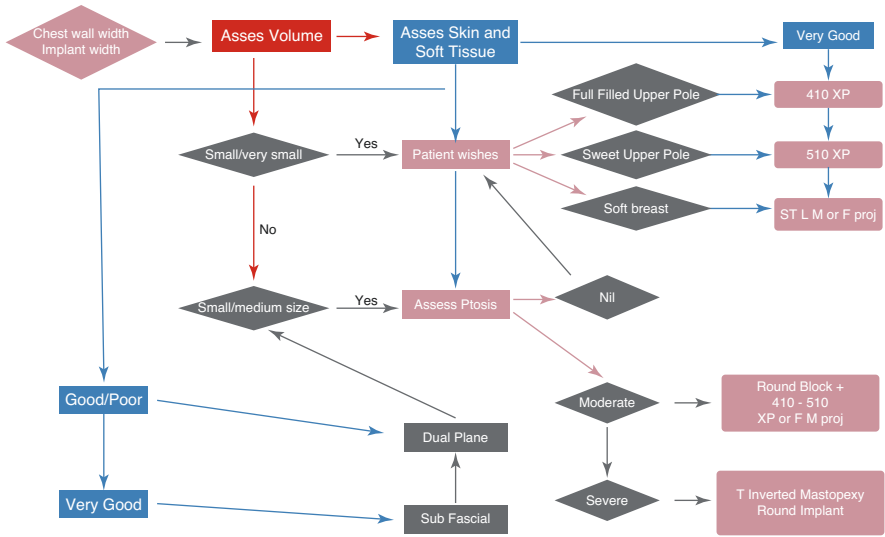 Chest wall width
Implant width
Asses Volume
Asses Skin and
Soft Tissue
Very Good
Full Filled Upper Pole
410 XP
Small/very small
Yes
Patient wishes
Sweet Upper Pole
510 XP
Soft breast
ST L M or F proj
No
Small/medium size
Yes
Assess Ptosis
Nil
Good/Poor
Moderate
Round Block +
410 - 510
XP or F M proj
Dual Plane
Very Good
Sub Fascial
Severe
T Inverted Mastopexy
Round Implant